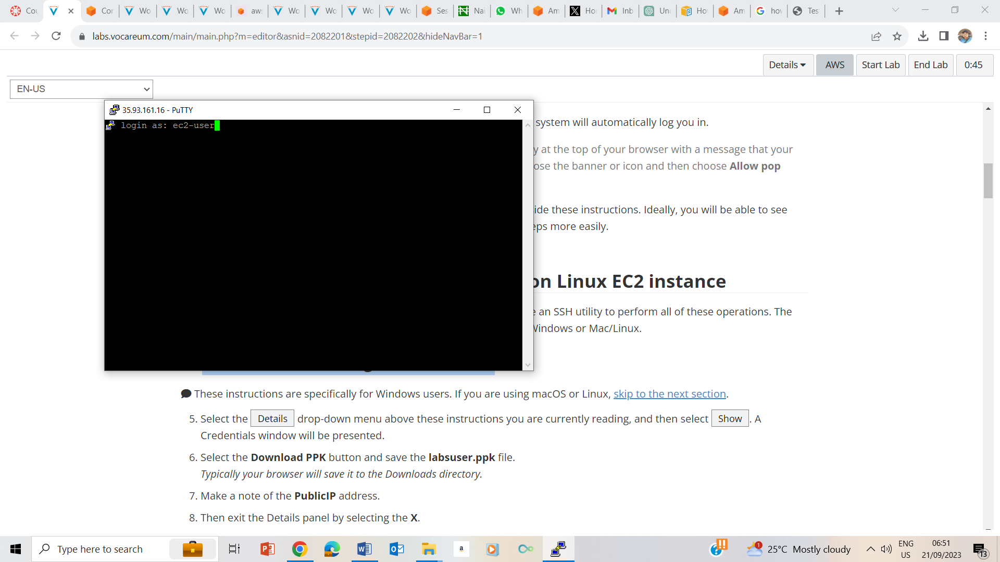 Cou
Cor
Wo
Wo
Wo
aws
Wo
Wo
Wo
Wo
Ses
Nai
Wh
Am
Ho
Inb
Un
Ho
Am
how
Tes
labs.vocareum.com/main/main.php?m=editor&asnid=2082201&stepid=2082202&hideNavBar=1
Details
AWS
Start Lab
End Lab
0:45
EN-US
35.93.161.16 - PuTTY
login as: ec2-user
system will automatically log you in.
y at the top of your browser with a message that your
ose the banner or icon and then choose Allow pop
ide these instructions. Ideally, you will be able to see
eps more easily.
on Linux EC2 instance
e an SSH utility to perform all of these operations. The
Windows or Mac/Linux.
These instructions are specifically for Windows users. If you are using macOS or Linux, skip to the next section.
5. Select the Details drop-down menu above these instructions you are currently reading, and then select Show. A
Credentials window will be presented.
6. Select the Download PPK button and save the labsuser.ppk file.
Typically your browser will save it to the Downloads directory.
7. Make a note of the PublicIP address.
8. Then exit the Details panel by selecting the X.
Type here to search
a
1
25°C Mostly cloudy
ENG
US
06:51
21/09/2023
13